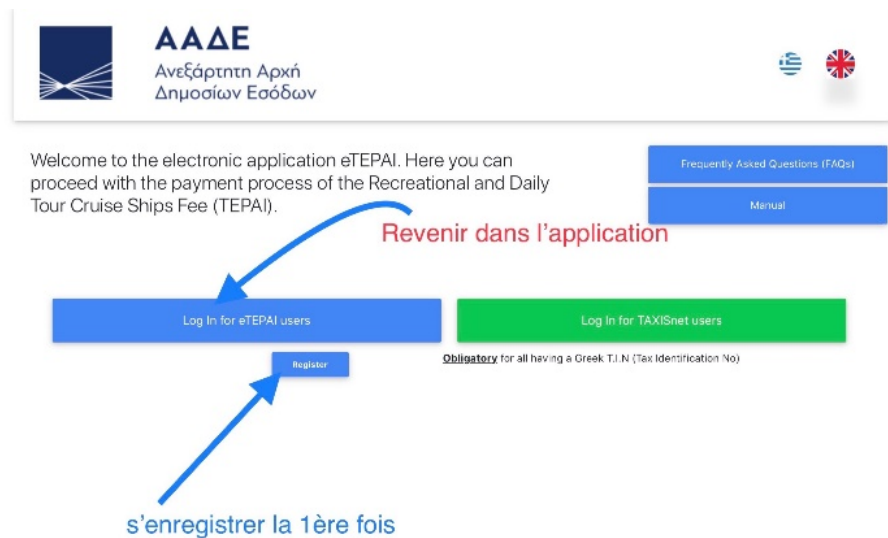 ΑΑΔΕ
Ανεξάρτητη Αρχή
Δημοσίων Εσόδων
Welcome to the electronic application eTEPAI. Here you can
proceed with the payment process of the Recreational and Daily
Tour Cruise Ships Fee (TEPAI).
Frequently Asked Questions (FAQs)
Manual
Revenir dans l'application
Log In for eTEPAI users
Log In for TAXISnet users
Register
Obligatory for all having a Greek T.I.N (Tax Identification No)
s'enregistrer la 1ère fois